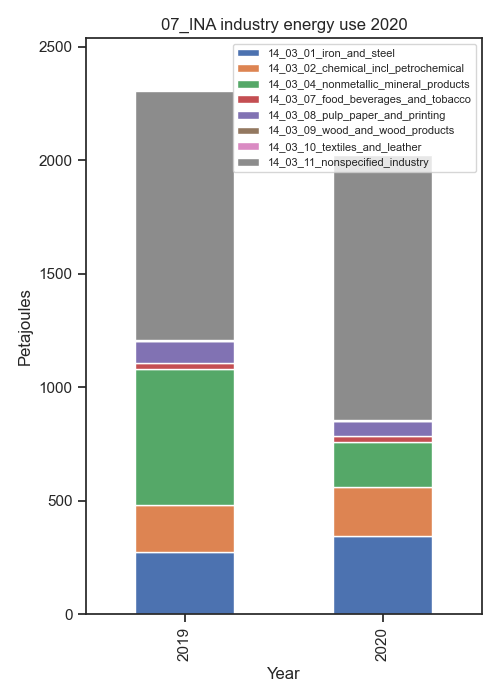 07_INA industry energy use 2020
2500
2000
1500
1000
500
0
Petajoules
14_03_01_iron_and_steel
14_03_02_chemical_incl_petrochemical
14_03_04_nonmetallic_mineral_products
14_03_07_food_beverages_and_tobacco
14_03_08_pulp_paper_and_printing
14_03_09_wood_and_wood_products
14_03_10_textiles_and_leather
14_03_11_nonspecified_industry
2019
2020
Year